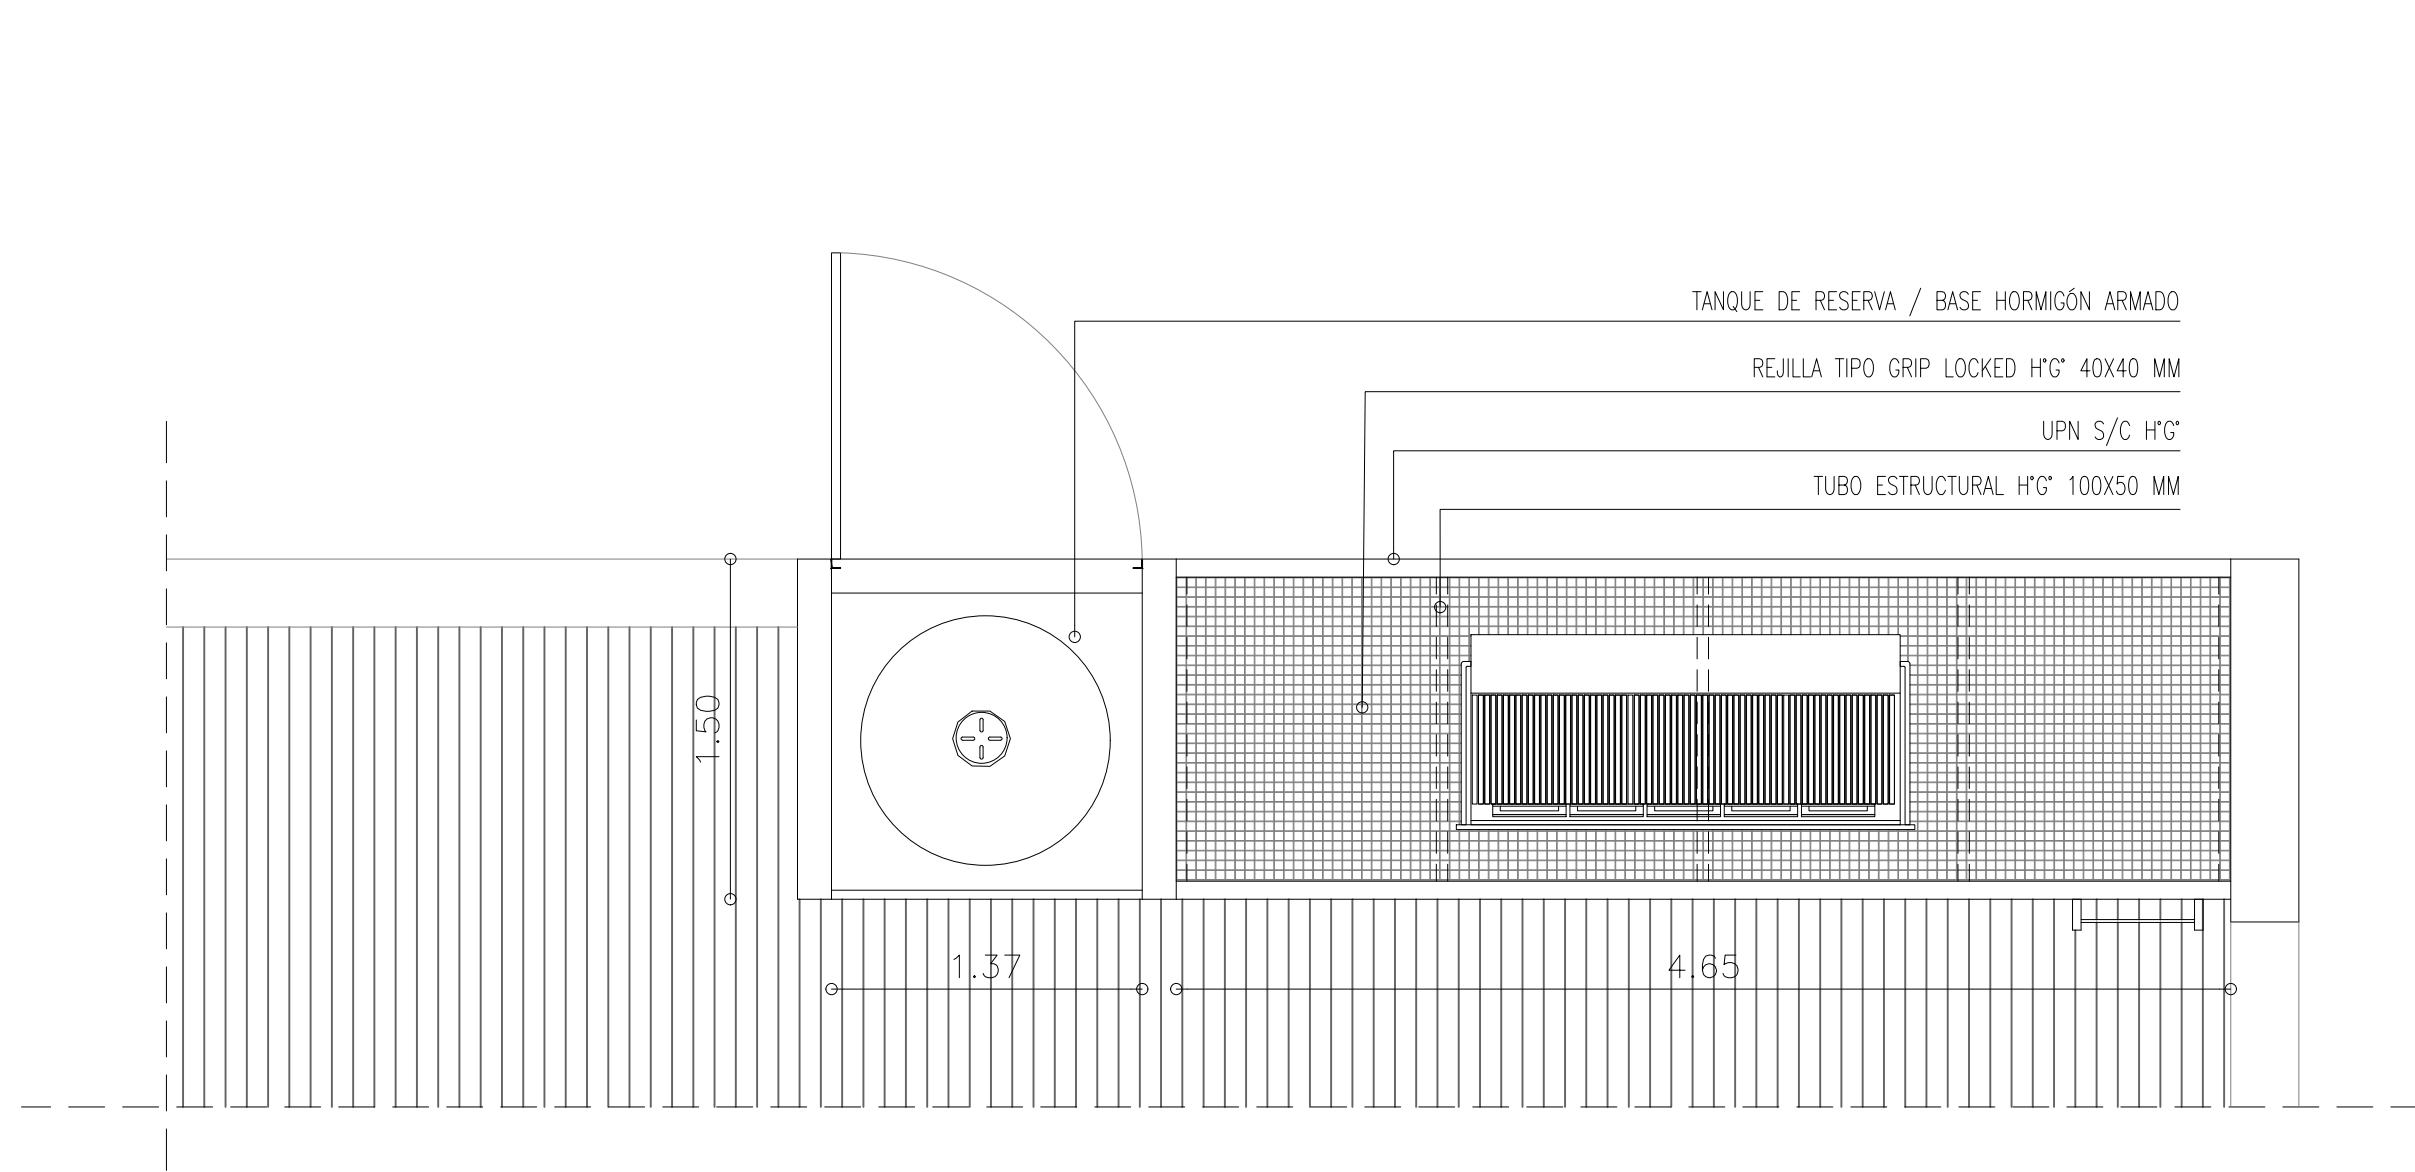 TANQUE DE RESERVA / BASE HORMIGÓN ARMADO
REJILLA TIPO GRIP LOCKED H°G° 40X40 MM
UPN S/C H°G°
TUBO ESTRUCTURAL H°G° 100X50 MM
1.50
1.37
4.65